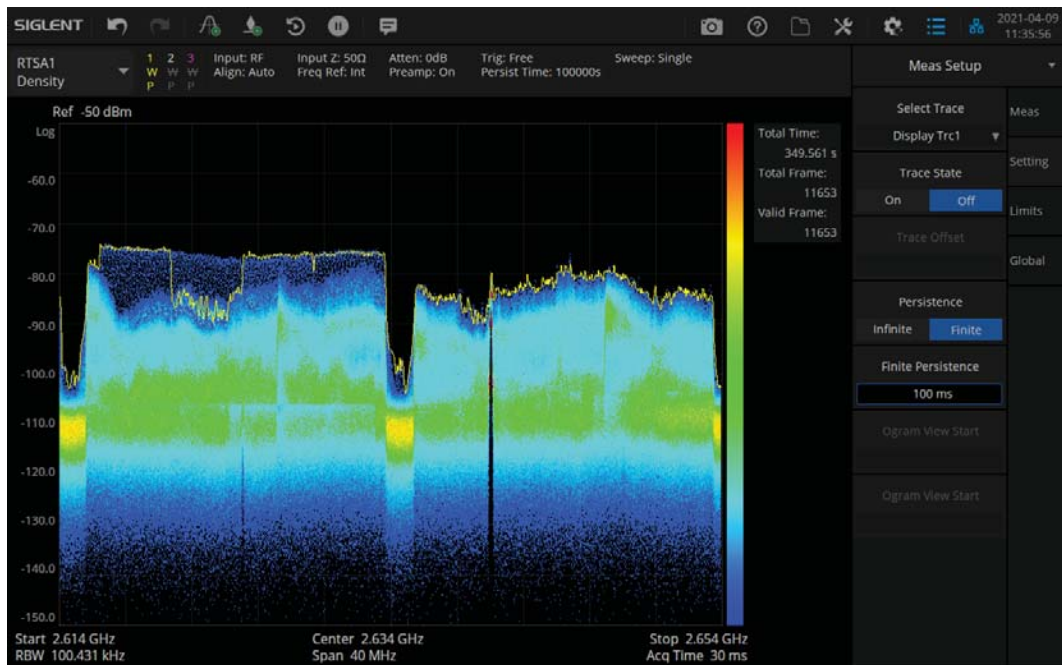 SIGLENT
2021-04-09
11:35:56
RTSA1
Density
1 2 3
W W W
P P P
Input: RF
Align: Auto
Input Z: 50Ω
Freq Ref: Int
Atten: 0dB
Preamp: On
Trig: Free
Persist Time: 100000s
Sweep: Single
Ref -50 dBm
Log
-60.0
-70.0
-80.0
-90.0
-100.0
-110.0
-120.0
-130.0
-140.0
-150.0
Total Time:
349.561 s
Total Frame:
11653
Valid Frame:
11653
Start 2.614 GHz
RBW 100.431 kHz
Center 2.634 GHz
Span 40 MHz
Stop 2.654 GHz
Acq Time 30 ms
Meas Setup
Select Trace
Display Trc1
Trace State
On Off
Trace Offset
Persistence
Infinite Finite
Finite Persistence
100 ms
Ogram View Start
Ogram View Start
Meas
Setting
Limits
Global